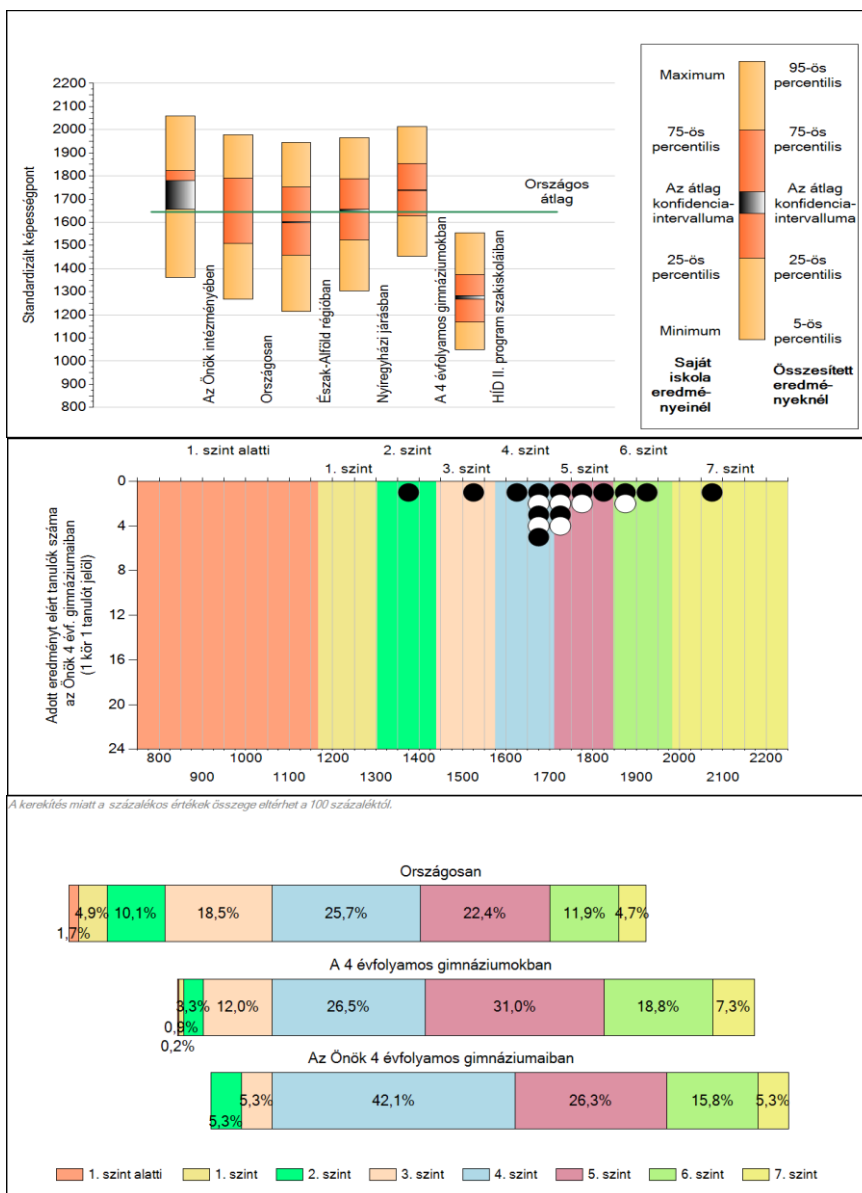 2200
2100
2000
1900
1800
1700
1600
1500
1400
1300
1200
1100
1000
900
800
Standardizált képességpont
Országos
átlag
Az Önök intézményében
Országosan
Észak-Alföld régióban
Nyíregyházi járásban
A 4 évfolyamos gimnáziumokban
HÍD II. program szakiskoláiban
Maximum
95-ös
percentilis
75-ös
percentilis
75-ös
percentilis
Az átlag
konfidencia-
intervalluma
Az átlag
konfidencia-
intervalluma
25-ös
percentilis
25-ös
percentilis
Minimum
5-ös
percentilis
Saját
iskola
eredmé-
nyeinél
Összesített
eredmé-
nyeknél
1. szint alatti
2. szint
4. szint
6. szint
1. szint
3. szint
5. szint
7. szint
0
4
8
12
16
20
24
Adott eredményt elért tanulók száma
az Önök 4 évf. gimnáziumaiban
(1 kör 1 tanulót jelöl)
800 1000 1100 1200 1300 1400 1500 1600 1700 1800 1900 2000 2100 2200
900
A kerekítés miatt a százalékos értékek összege eltérhet a 100 százaléktól.
Országosan
1,7% 4,9% 10,1% 18,5% 25,7% 22,4% 11,9% 4,7%
A 4 évfolyamos gimnáziumokban
0,2% 0,9% 3,3% 12,0% 26,5% 31,0% 18,8% 7,3%
Az Önök 4 évfolyamos gimnáziumaiban
5,3% 5,3% 42,1% 26,3% 15,8% 5,3%
1. szint alatti 1. szint 2. szint 3. szint 4. szint 5. szint 6. szint 7. szint